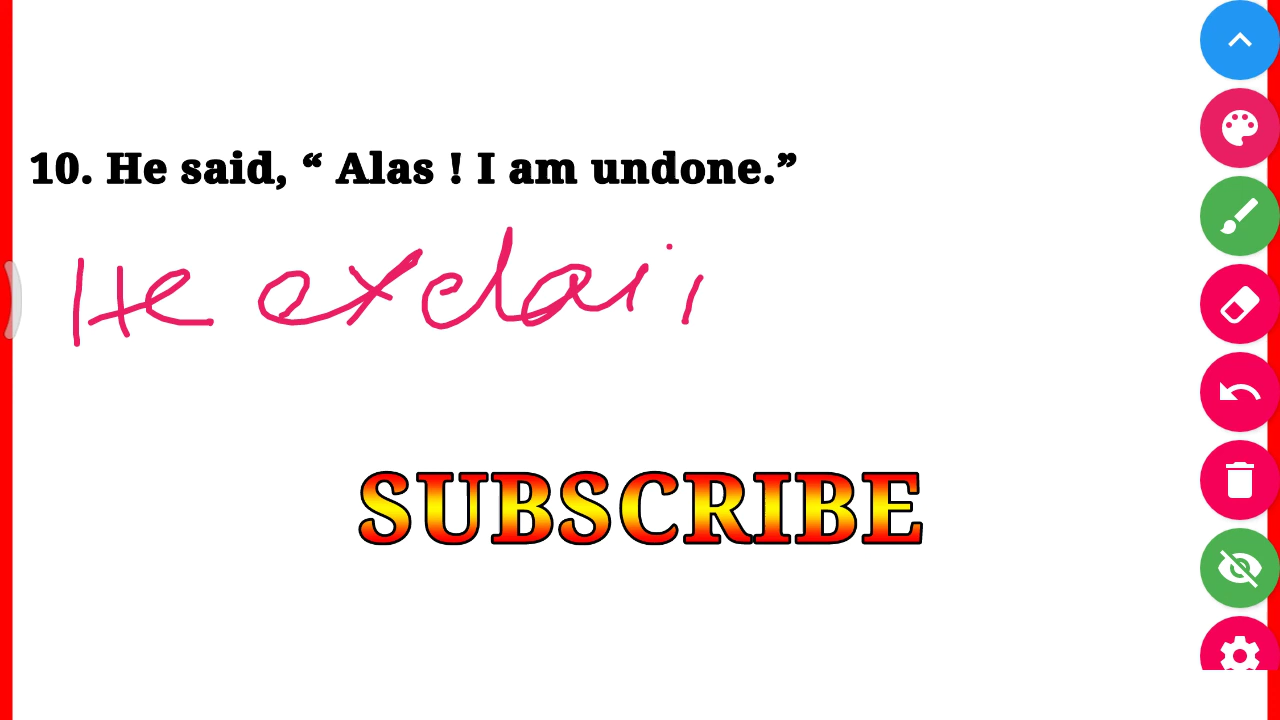 10. He said, “ Alas ! I am undone.”
He exclai
SUBSCRIBE